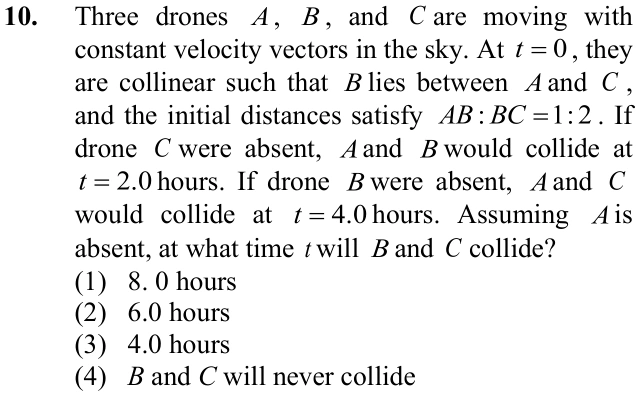 10. Three drones A, B, and C are moving with
constant velocity vectors in the sky. At t = 0, they
are collinear such that B lies between A and C,
and the initial distances satisfy AB : BC = 1 : 2. If
drone C were absent, A and B would collide at
t = 2.0 hours. If drone B were absent, A and C
would collide at t = 4.0 hours. Assuming A is
absent, at what time t will B and C collide?
(1) 8. 0 hours
(2) 6.0 hours
(3) 4.0 hours
(4) B and C will never collide